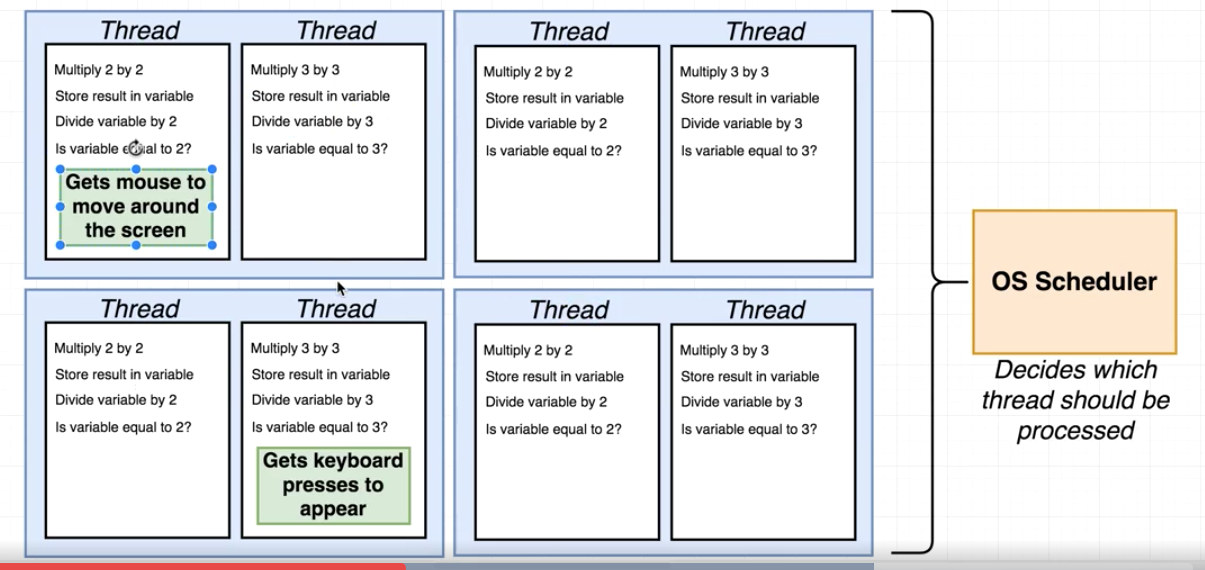 Thread
Multiply 2 by 2
Store result in variable
Divide variable by 2
Is variable equal to 2?
Gets mouse to
move around
the screen
Thread
Multiply 3 by 3
Store result in variable
Divide variable by 3
Is variable equal to 3?
Thread
Multiply 2 by 2
Store result in variable
Divide variable by 2
Is variable equal to 2?
Thread
Multiply 3 by 3
Store result in variable
Divide variable by 3
Is variable equal to 3?
Thread
Multiply 2 by 2
Store result in variable
Divide variable by 2
Is variable equal to 2?
Thread
Multiply 3 by 3
Store result in variable
Divide variable by 3
Is variable equal to 3?
Gets keyboard
presses to
appear
Thread
Multiply 2 by 2
Store result in variable
Divide variable by 2
Is variable equal to 2?
Thread
Multiply 3 by 3
Store result in variable
Divide variable by 3
Is variable equal to 3?
OS Scheduler
Decides which
thread should be
processed